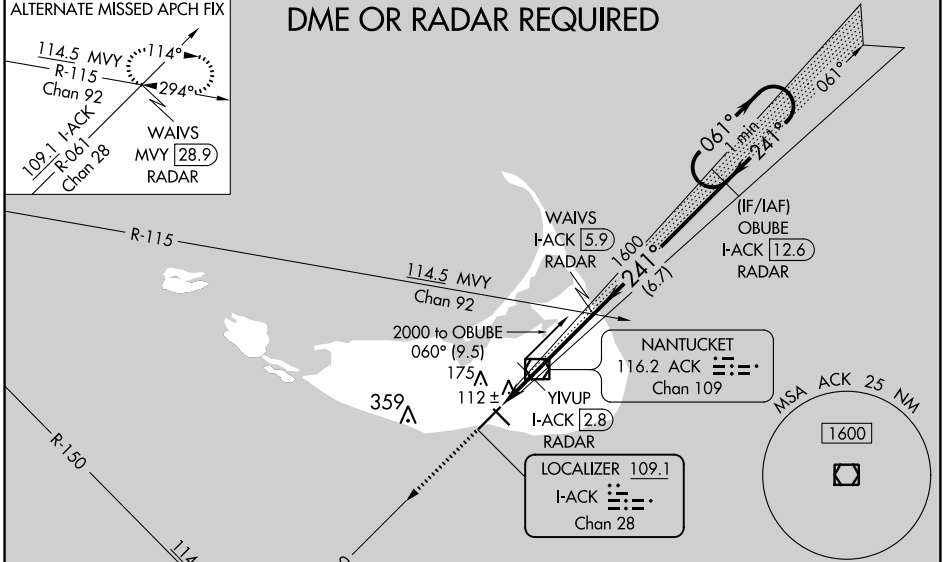 ALTERNATE MISSED APCH FIX
114.5 MVY
R-115
Chan 92
114°
294°
109.1 I-ACK
R-061
Chan 28
WAIVS
MVY 28.9
RADAR
DME OR RADAR REQUIRED
061°
061°
1 min
241°
(IF/IAF)
OBUBE
I-ACK 12.6
RADAR
WAIVS
I-ACK 5.9
RADAR
1600
241°
(6.7)
R-115
114.5 MVY
Chan 92
2000 to OBUBE
060° (9.5)
175
112 ±
359
YIVUP
I-ACK 2.8
RADAR
NANTUCKET
116.2 ACK
Chan 109
LOCALIZER 109.1
I-ACK
Chan 28
MSA ACK 25 NM
1600
R-150